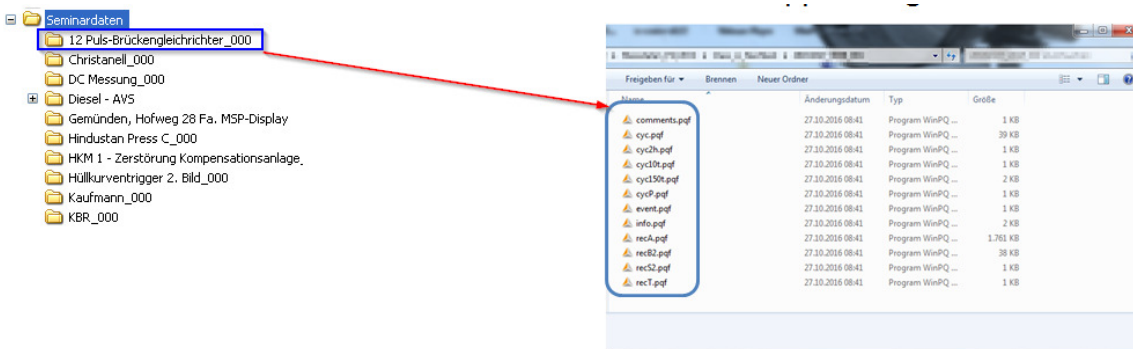 Seminardaten
12 Puls-Brückengleichrichter_000
Christanell_000
DC Messung_000
Diesel - AVS
Gemünden, Hofweg 28 Fa. MSP-Display
Hindustan Press C_000
HKM 1 - Zerstörung Kompensationsanlage_
Hüllkurventrigger 2. Bild_000
Kaufmann_000
KBR_000
Freigeben für Brennen Neuer Ordner
Name Änderungsdatum Typ Größe
comments.pqf 27.10.2016 08:41 Program WinPQ ... 1 KB
cyc.pqf 27.10.2016 08:41 Program WinPQ ... 39 KB
cyc2h.pqf 27.10.2016 08:41 Program WinPQ ... 1 KB
cyc10t.pqf 27.10.2016 08:41 Program WinPQ ... 1 KB
cyc150t.pqf 27.10.2016 08:41 Program WinPQ ... 2 KB
cycP.pqf 27.10.2016 08:41 Program WinPQ ... 1 KB
event.pqf 27.10.2016 08:41 Program WinPQ ... 1 KB
info.pqf 27.10.2016 08:41 Program WinPQ ... 2 KB
recA.pqf 27.10.2016 08:41 Program WinPQ ... 1.761 KB
recB2.pqf 27.10.2016 08:41 Program WinPQ ... 38 KB
recS2.pqf 27.10.2016 08:41 Program WinPQ ... 1 KB
recT.pqf 27.10.2016 08:41 Program WinPQ ... 1 KB